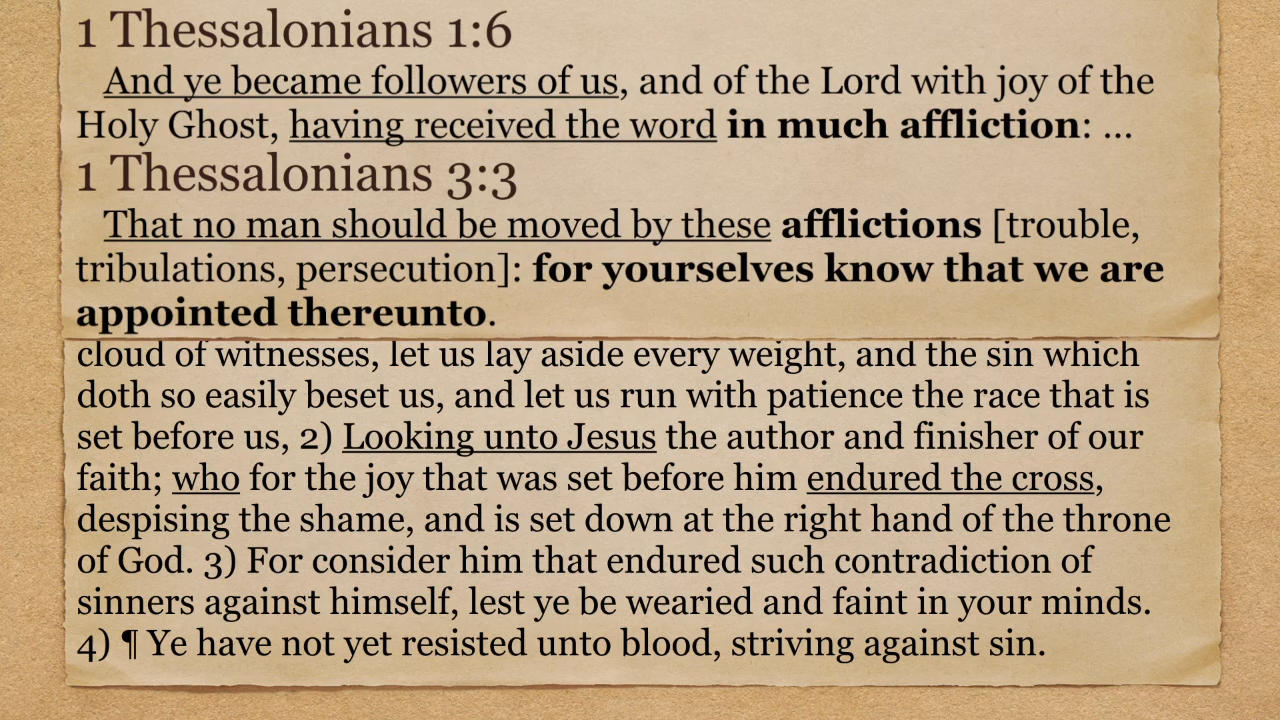 1 Thessalonians 1:6
And ye became followers of us, and of the Lord with joy of the
Holy Ghost, having received the word in much affliction: ...
1 Thessalonians 3:3
That no man should be moved by these afflictions [trouble,
tribulations, persecution]: for yourselves know that we are
appointed thereunto.
cloud of witnesses, let us lay aside every weight, and the sin which
doth so easily beset us, and let us run with patience the race that is
set before us, 2) Looking unto Jesus the author and finisher of our
faith; who for the joy that was set before him endured the cross,
despising the shame, and is set down at the right hand of the throne
of God. 3) For consider him that endured such contradiction of
sinners against himself, lest ye be wearied and faint in your minds.
4) ¶ Ye have not yet resisted unto blood, striving against sin.